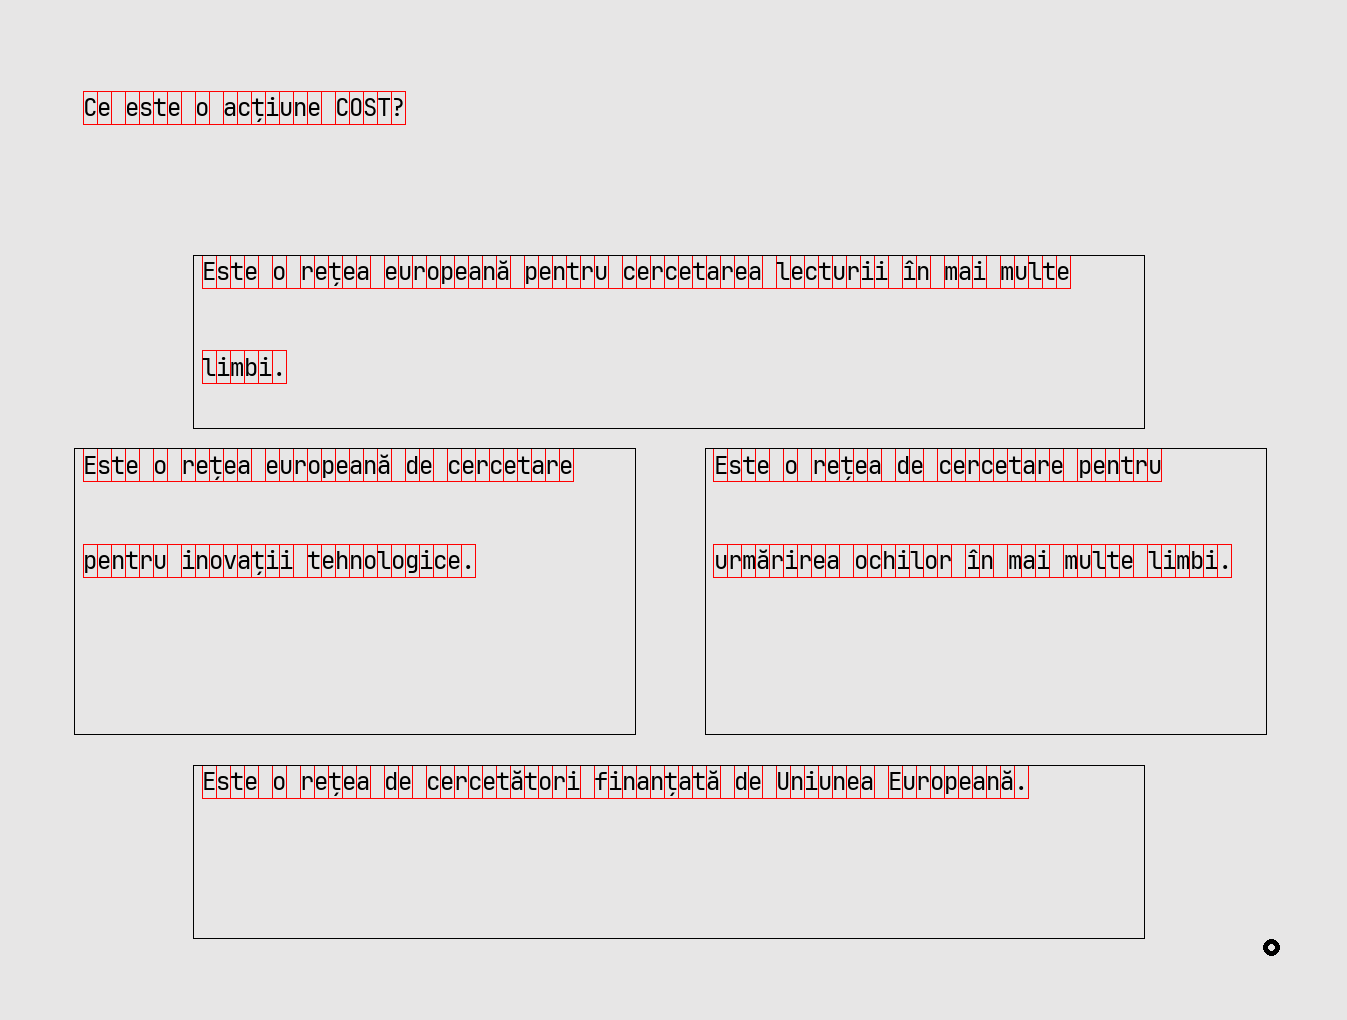 Ce este o acțiune COST?
Este o rețea europeană pentru cercetarea lecturii în mai multe
limbi.
Este o rețea europeană de cercetare
pentru inovații tehnologice.
Este o rețea de cercetare pentru
urmărirea ochilor în mai multe limbi.
Este o rețea de cercetători finanțată de Uniunea Europeană.